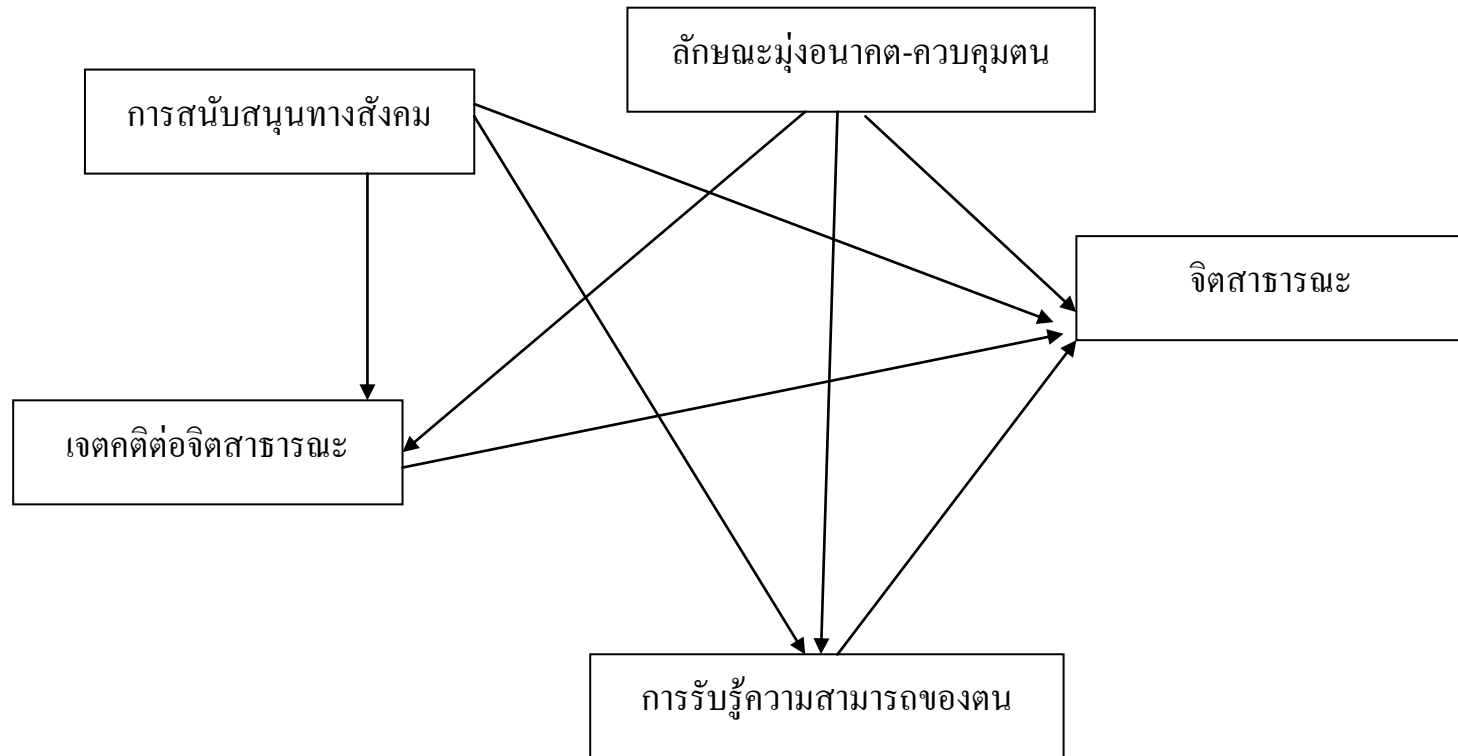 ลักษณะมุ่งอนาคต-ควบคุมตน
การสนับสนุนทางสังคม
จิตสาธารณะ
เจตคติต่อจิตสาธารณะ
การรับรู้ความสามารถของตน